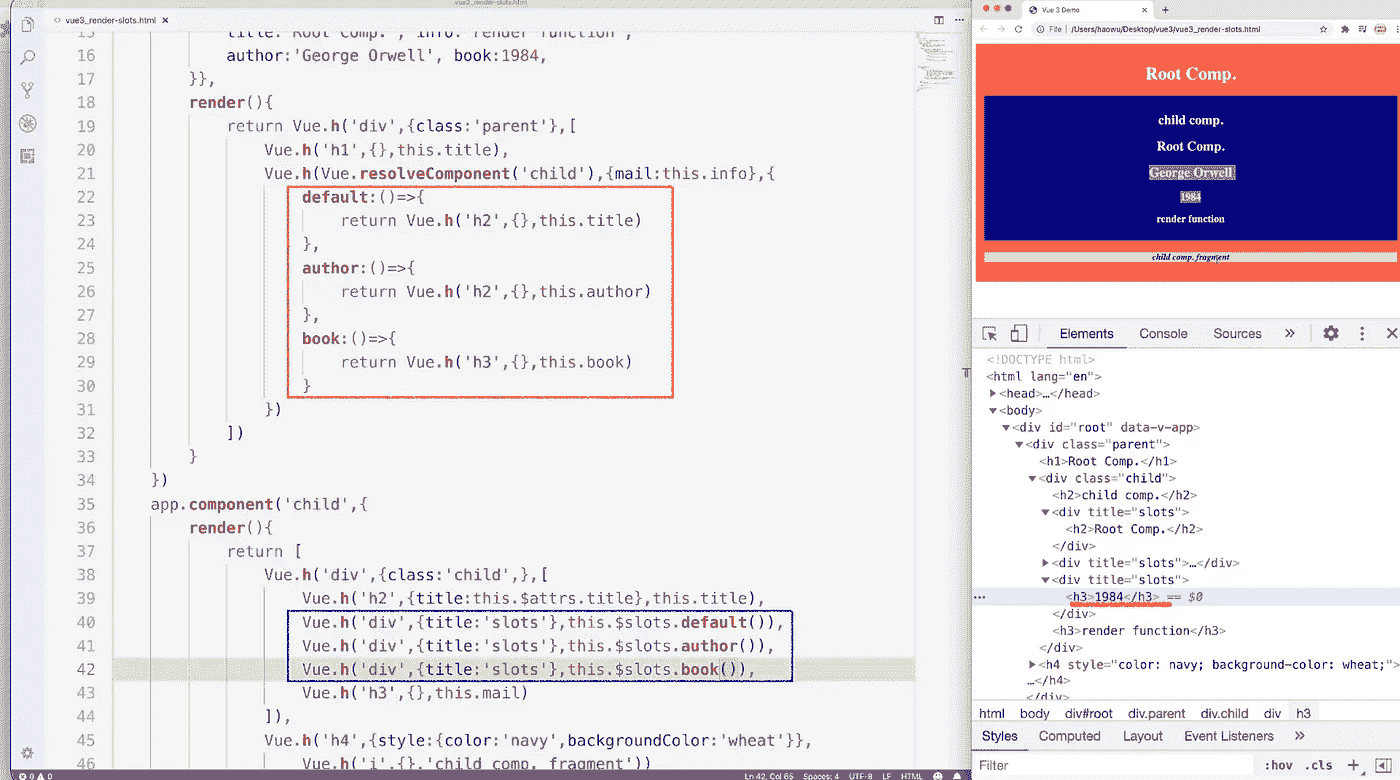 vue3_render-slots.html
vue3_render-slots.html
15 title:'Root Comp.', info:'render function',
16 author:'George Orwell', book:1984,
17 }},
18 render(){
19 return Vue.h('div',{class:'parent'},[
20 Vue.h('h1',{},this.title),
21 Vue.h(Vue.resolveComponent('child'),{mail:this.info},{
22 default:()=>{
23 return Vue.h('h2',{},this.title)
24 },
25 author:()=>{
26 return Vue.h('h2',{},this.author)
27 },
28 book:()=>{
29 return Vue.h('h3',{},this.book)
30 }
31 })
32 ])
33 }
34 })
35 app.component('child',{
36 render(){
37 return [
38 Vue.h('div',{class:'child',},[
39 Vue.h('h2',{title:this.$attrs.title},this.title),
40 Vue.h('div',{title:'slots'},this.$slots.default()),
41 Vue.h('div',{title:'slots'},this.$slots.author()),
42 Vue.h('div',{title:'slots'},this.$slots.book()),
43 Vue.h('h3',{},this.mail)
44 ]),
45 Vue.h('h4',{style:{color:'navy',backgroundColor:'wheat'}},
46 Vue.h('i',{},'child comp. fragment'))
0 0 Ln 42, Col 65 Spaces: 4 UTF-8 LF HTML
Vue 3 Demo
File | /Users/haowu/Desktop/vue3/vue3_render-slots.html
Root Comp.
child comp.
Root Comp.
George Orwell
1984
render function
child comp. fragment
Elements Console Sources »
<!DOCTYPE html>
<html lang="en">
<head>…</head>
<body>
<div id="root" data-v-app>
<div class="parent">
<h1>Root Comp.</h1>
<div class="child">
<h2>child comp.</h2>
<div title="slots">
<h2>Root Comp.</h2>
</div>
<div title="slots">…</div>
<div title="slots">
<h3>1984</h3> == $0
</div>
<h3>render function</h3>
</div>
<h4 style="color: navy; background-color: wheat;">
…</h4>
</div>
html body div#root div.parent div.child div h3
Styles Computed Layout Event Listeners »
Filter :hov .cls +